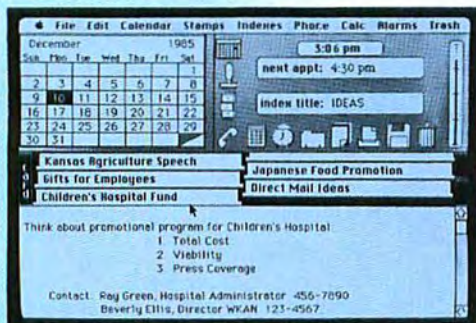 File Edit Calendar Stamps Indexes Phone Calc Alarms Trash
December 1985
Sun Mon Tue Wed Thu Fri Sat
1
2 3 4 5 6 7 8
9 10 11 12 13 14 15
16 17 18 19 20 21 22
23 24 25 26 27 28 29
30 31
3:06 pm
next appt: 4:30 pm
index title: IDEAS
Kansas Agriculture Speech
Gifts for Employees
Children's Hospital Fund
Japanese Food Promotion
Direct Mail Ideas
Think about promotional program for Children's Hospital
1 Total Cost
2 Viability
3 Press Coverage
Contact: Ray Green, Hospital Administrator 456-7890
Beverly Ellis, Director WKAN 123-4567